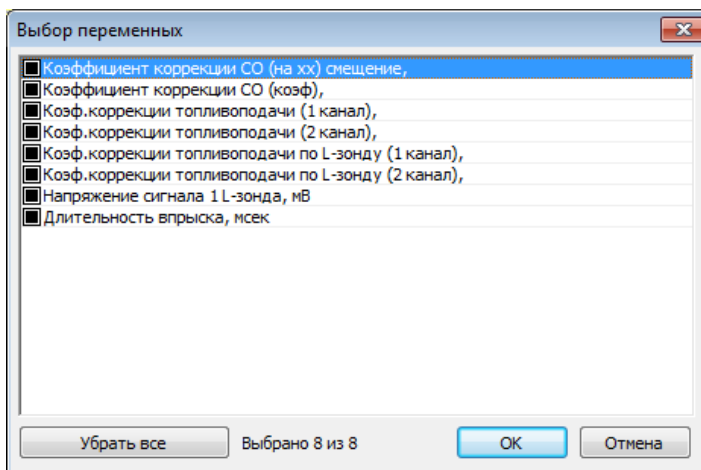 Выбор переменных
Коэффициент коррекции СО (на хх) смещение,
Коэффициент коррекции СО (коэф),
Коэф.коррекции топливоподачи (1 канал),
Коэф.коррекции топливоподачи (2 канал),
Коэф.коррекции топливоподачи по L-зонду (1 канал),
Коэф.коррекции топливоподачи по L-зонду (2 канал),
Напряжение сигнала 1 L-зонда, мВ
Длительность впрыска, мсек
Убрать все Выбрано 8 из 8 OK Отмена